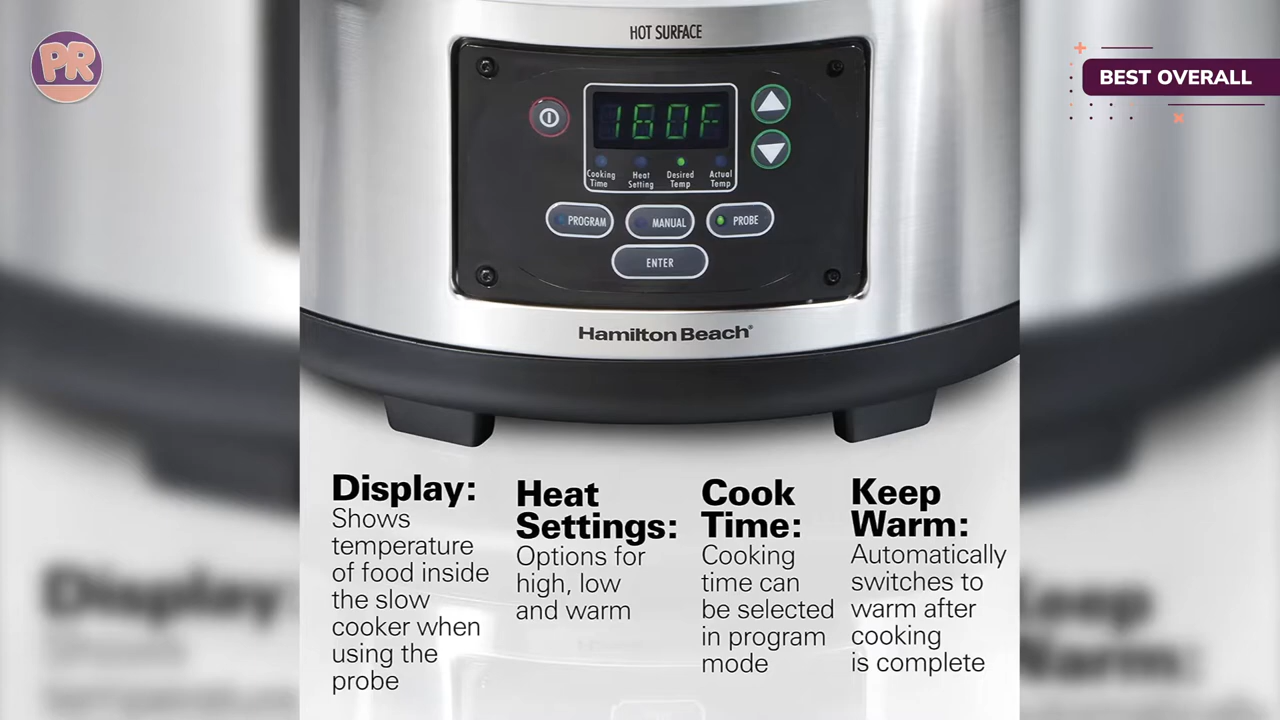 PR
HOT SURFACE
BEST OVERALL
160F
Cooking Time
Heat Setting
Desired Temp
Actual Temp
PROGRAM
MANUAL
PROBE
ENTER
Hamilton Beach®
Display:
Shows
temperature
of food inside
the slow
cooker when
using the
probe
Heat
Settings:
Options for
high, low
and warm
Cook
Time:
Cooking
time can
be selected
in program
mode
Keep
Warm:
Automatically
switches to
warm after
cooking
is complete